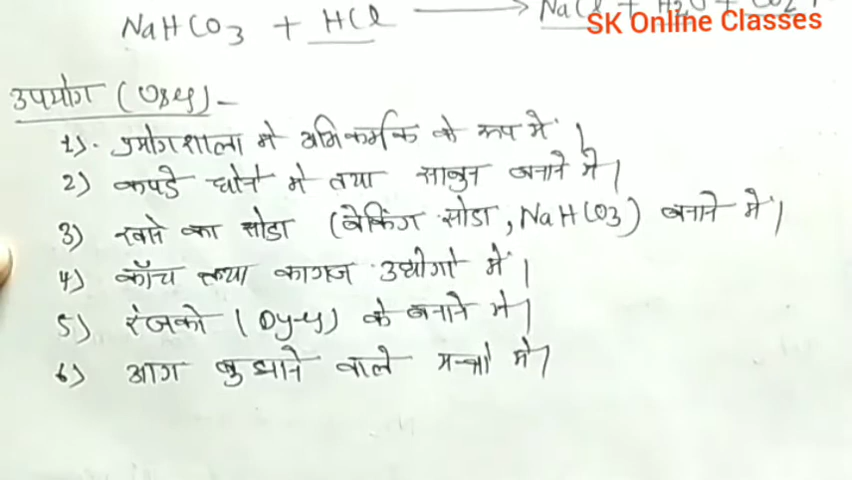 NaHCO3 + HCl ⟶ NaCl + H2O + CO2↑
SK Online Classes
उपयोग (Uses) -
1). प्रयोगशाला मे अभिकर्मक के रूप में।
2) कपडे धोने मे तथा साबुन बनाने में।
3) खाने का सोडा (बेकिंग सोडा, NaHCO3) बनाने में।
4) काँच तथा कागज उद्योगो में।
5) रंजको (Dyes) के बनाने मे।
6) आग बुझाने वाले यन्त्रो मे।